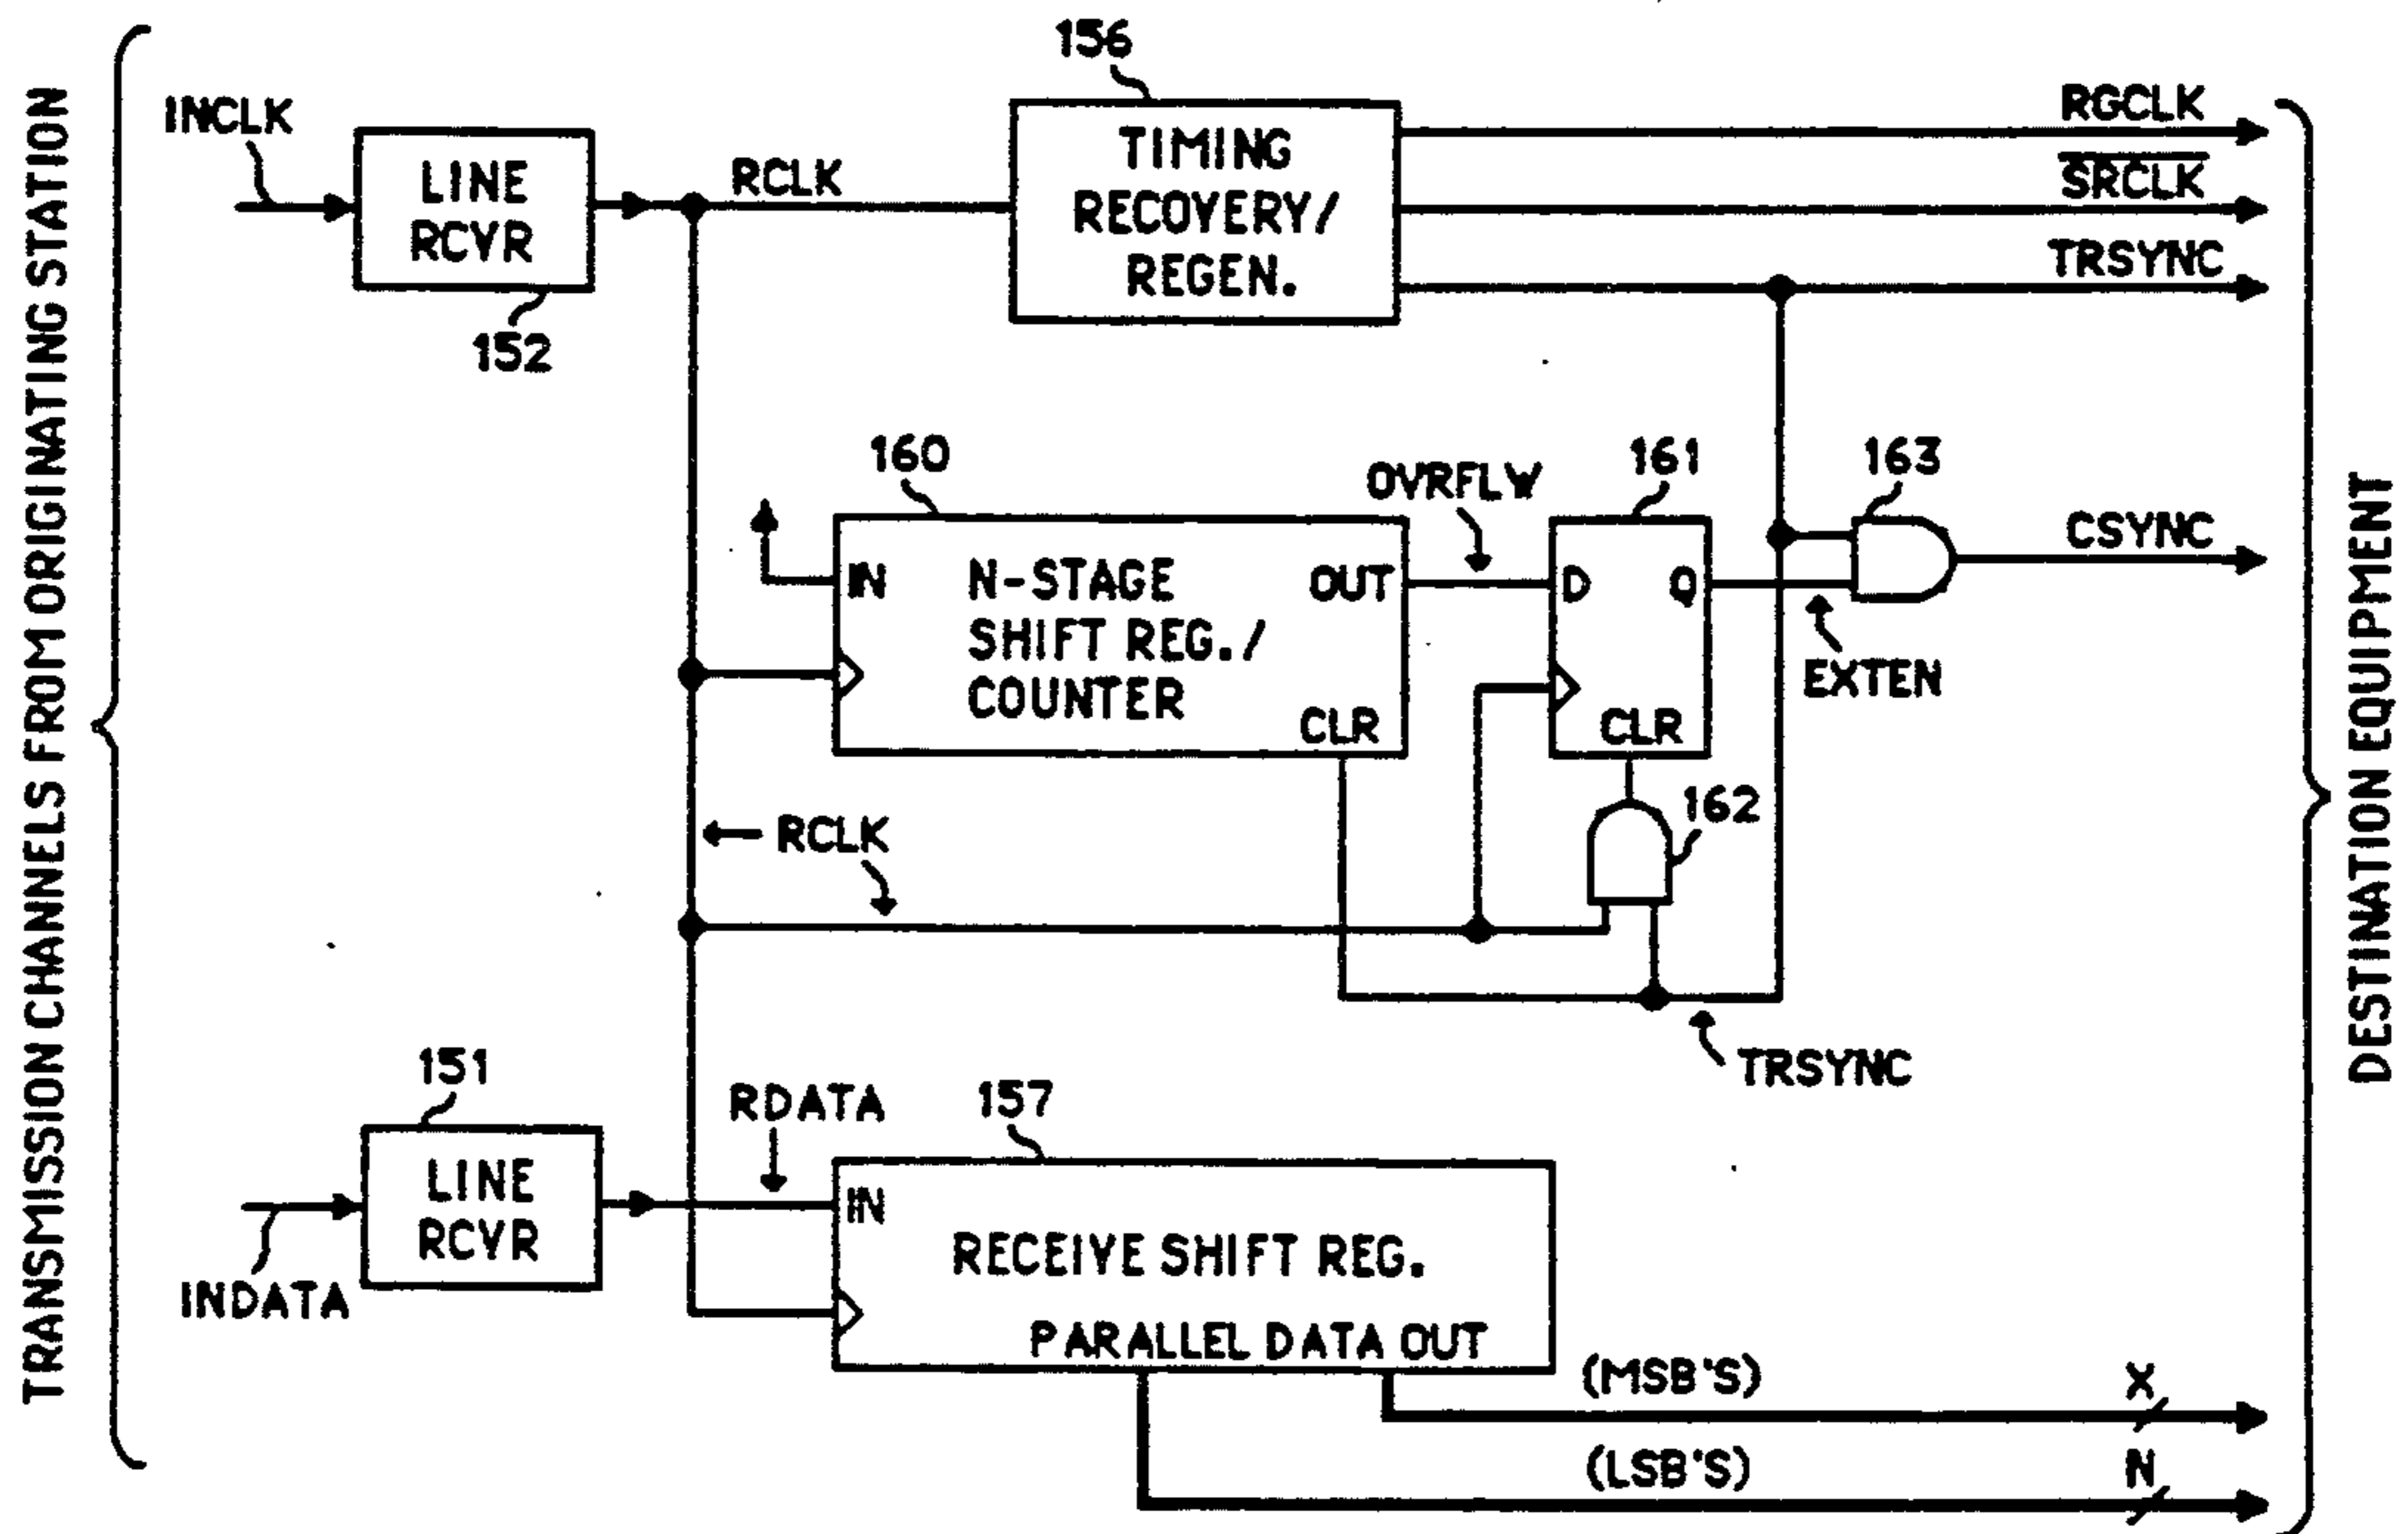 TRANSMISSION CHANNELS FROM ORIGINATING STATION
INCLK
LINE
RCVR
152
RCLK
156
TIMING
RECOVERY/
REGEN.
RGCLK
SRCLK
TRSYNC
160
IN
N-STAGE
SHIFT REG./
COUNTER
OUT
CLR
OVRFLW
161
D
Q
CLR
163
CSYNC
EXTEN
162
RCLK
TRSYNC
151
LINE
RCVR
INDATA
RDATA
157
IN
RECEIVE SHIFT REG.
PARALLEL DATA OUT
(MSB'S)
X
(LSB'S)
N
DESTINATION EQUIPMENT